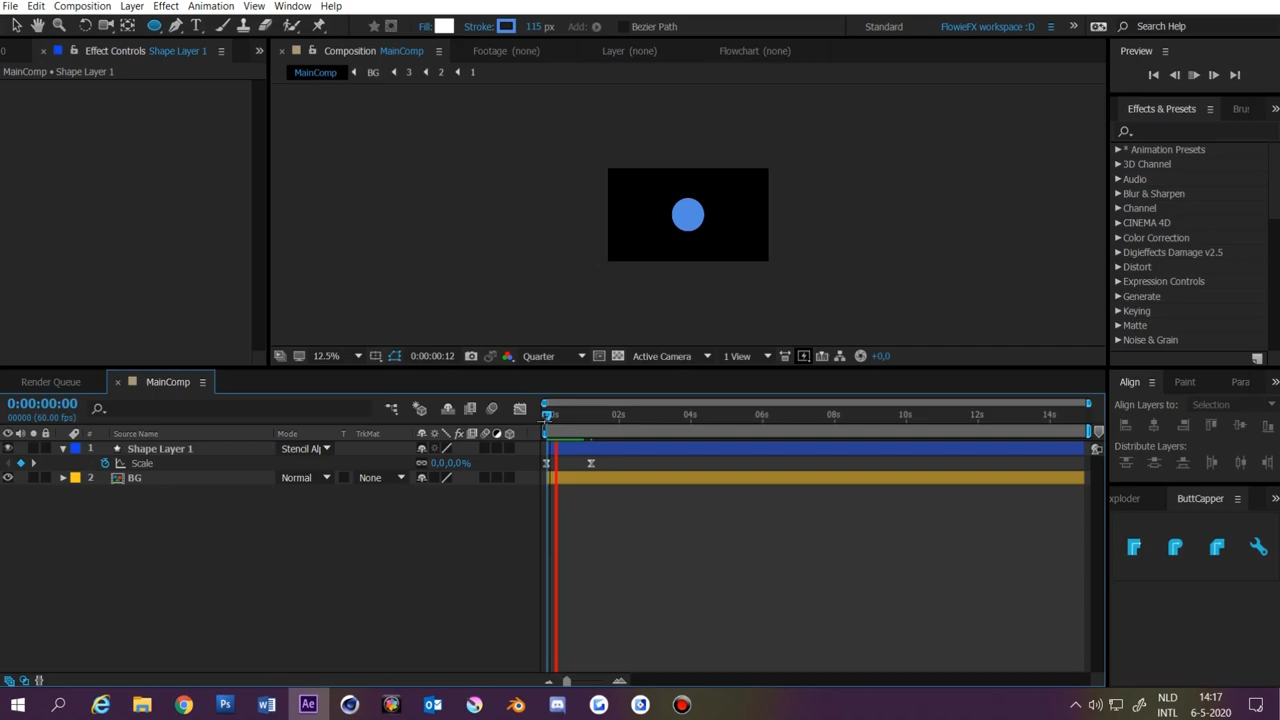 File Edit Composition Layer Effect Animation View Window Help
Fill: Stroke: 115 px Add: Bezier Path Standard FlowieFX workspace :D Search Help
Effect Controls Shape Layer 1 Composition MainComp Footage (none) Layer (none) Flowchart (none) Preview
MainComp • Shape Layer 1 MainComp BG 3 2 1
Effects & Presets Brus
* Animation Presets
3D Channel
Audio
Blur & Sharpen
Channel
CINEMA 4D
Color Correction
Digieffects Damage v2.5
Distort
Expression Controls
Generate
Keying
Matte
Noise & Grain
12.5% 0:00:00:12 Quarter Active Camera 1 View +0,0
Render Queue MainComp Align Paint Para
0:00:00:00
00000 (60.00 fps)
02s 04s 06s 08s 10s 12s 14s
Align Layers to: Selection
# Source Name Mode T TrkMat
Distribute Layers:
1 Shape Layer 1 Stencil Al
Scale 0,0,0,0%
2 BG Normal None
xploder ButtCapper
Ae
NLD 14:17
INTL 6-5-2020